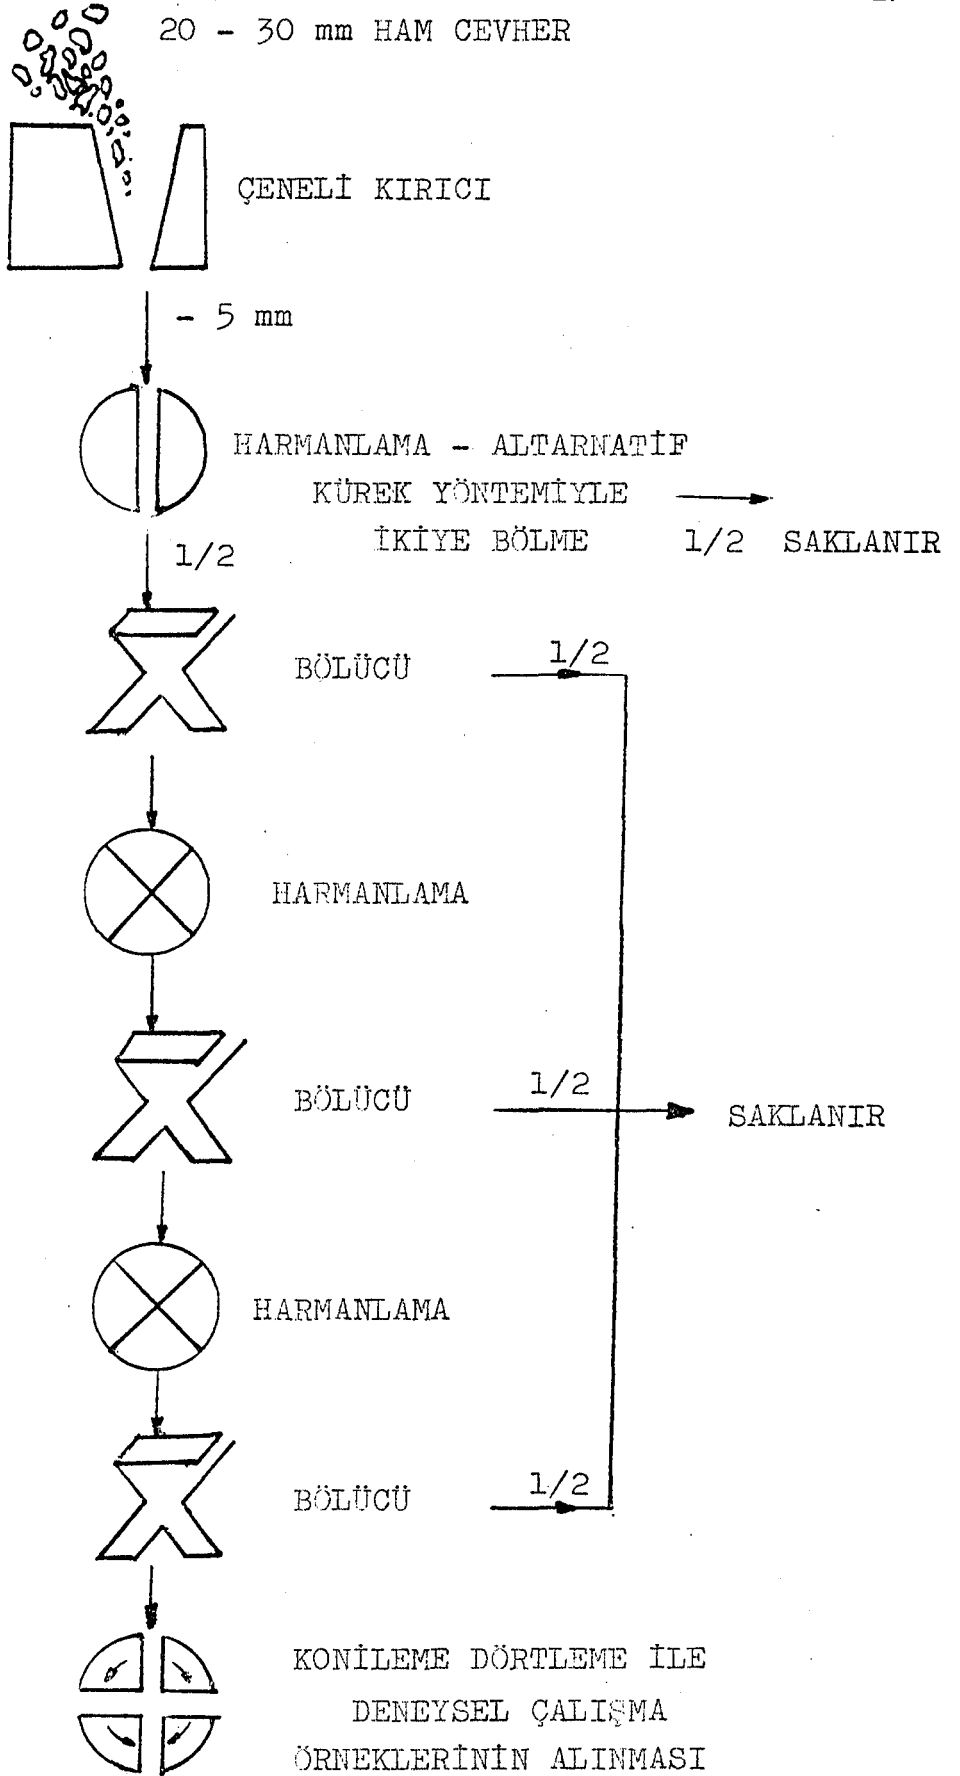 20 - 30 mm HAM CEVHER
ÇENELİ KIRICI
- 5 mm
HARMANLAMA - ALTARNATİF
KÜREK YÖNTEMİYLE
İKİYE BÖLME
1/2 SAKLANIR
1/2
BÖLÜCÜ
1/2
HARMANLAMA
BÖLÜCÜ
1/2
SAKLANIR
HARMANLAMA
BÖLÜCÜ
1/2
KONİLEME DÖRTLEME İLE
DENEYSEL ÇALIŞMA
ÖRNEKLERİNİN ALINMASI